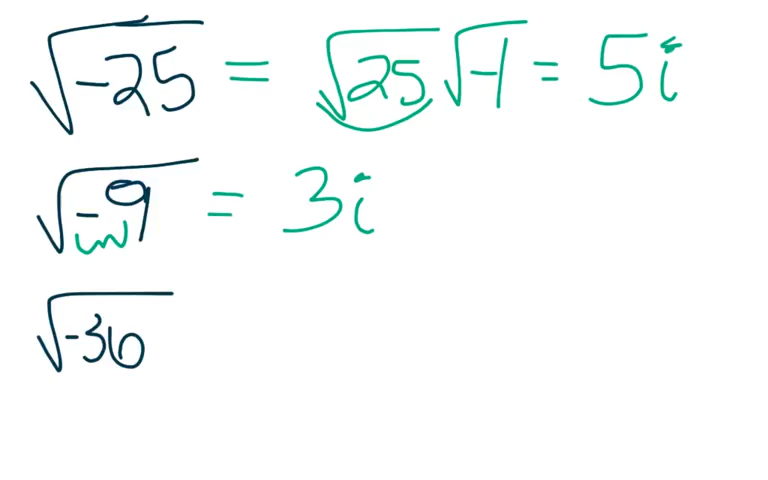 √-25 = √25 √-1 = 5i
√-9 = 3i
√-36